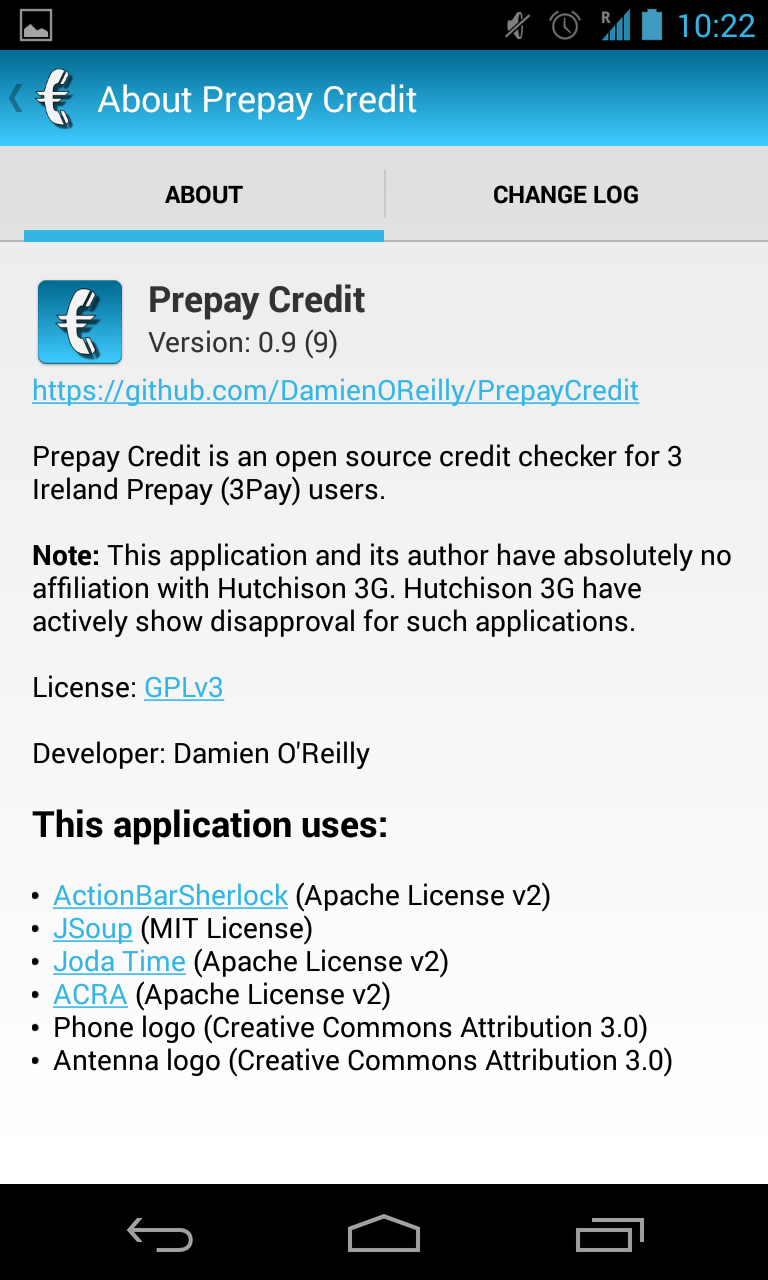 R 10:22
About Prepay Credit
ABOUT
CHANGE LOG
Prepay Credit
Version: 0.9 (9)
https://github.com/DamienOReilly/PrepayCredit
Prepay Credit is an open source credit checker for 3
Ireland Prepay (3Pay) users.
Note: This application and its author have absolutely no
affiliation with Hutchison 3G. Hutchison 3G have
actively show disapproval for such applications.
License: GPLv3
Developer: Damien O'Reilly
This application uses:
• ActionBarSherlock (Apache License v2)
• JSoup (MIT License)
• Joda Time (Apache License v2)
• ACRA (Apache License v2)
• Phone logo (Creative Commons Attribution 3.0)
• Antenna logo (Creative Commons Attribution 3.0)